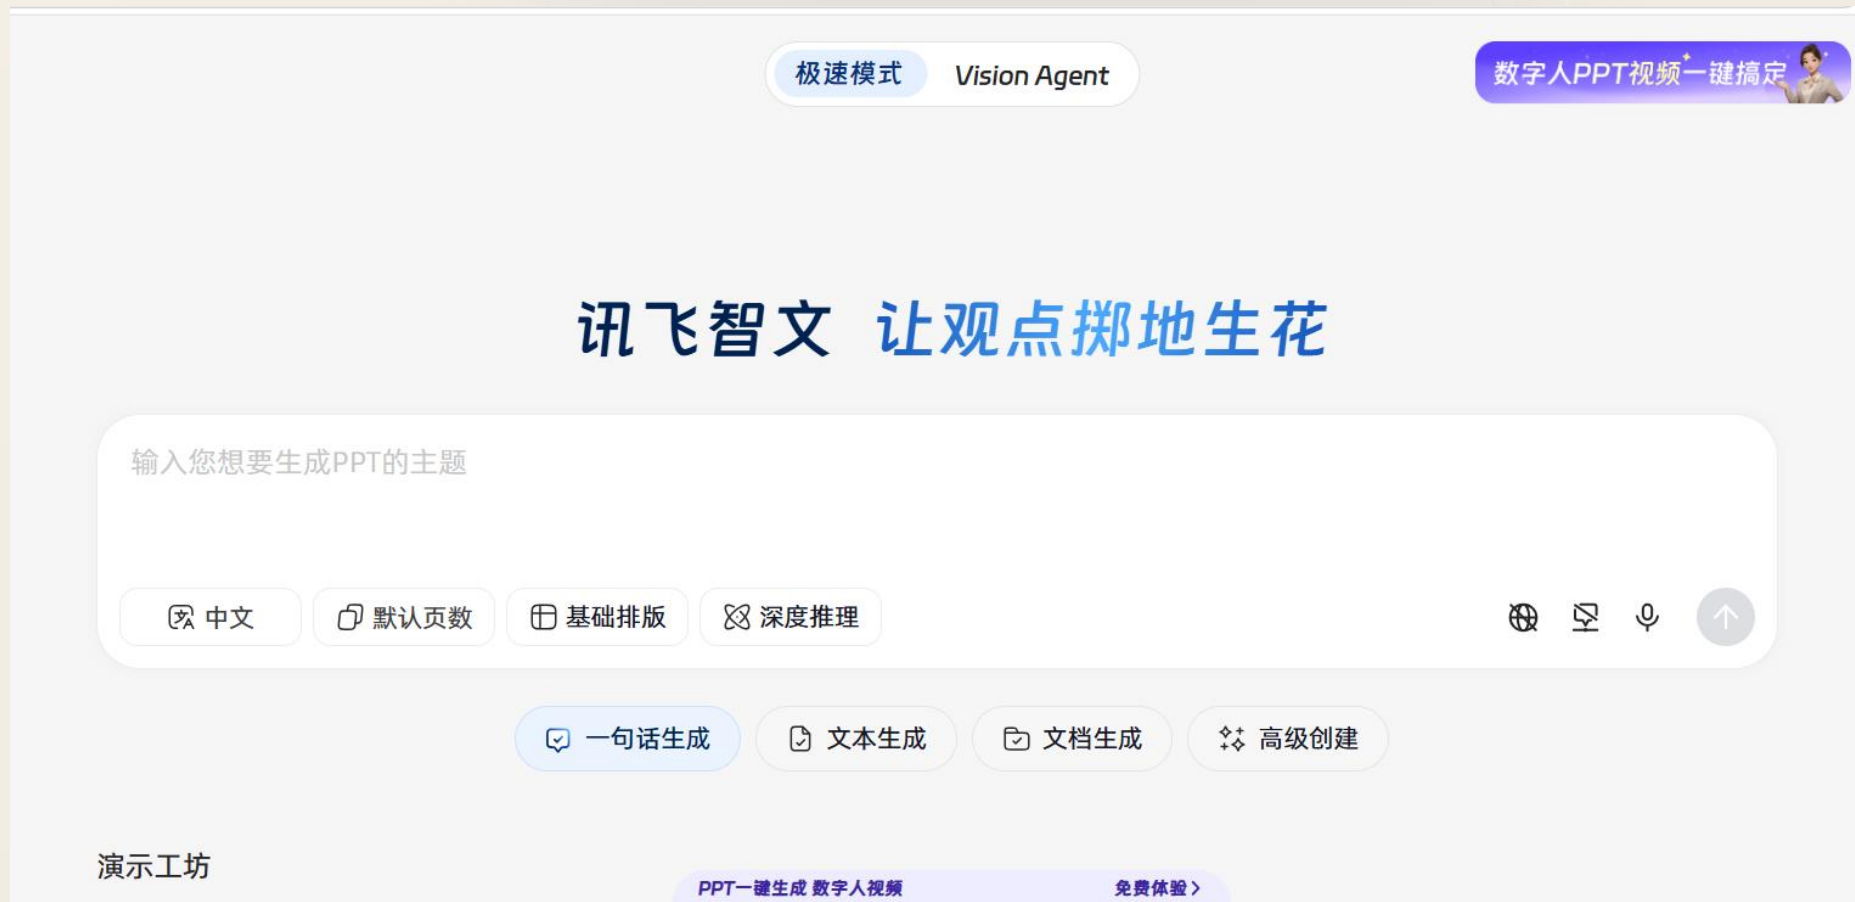 极速模式 Vision Agent
数字人PPT视频一键搞定
讯飞智文 让观点掷地生花
输入您想要生成PPT的主题
中文 默认页数 基础排版 深度推理
一句话生成 文本生成 文档生成 高级创建
演示工坊
PPT一键生成 数字人视频 免费体验>